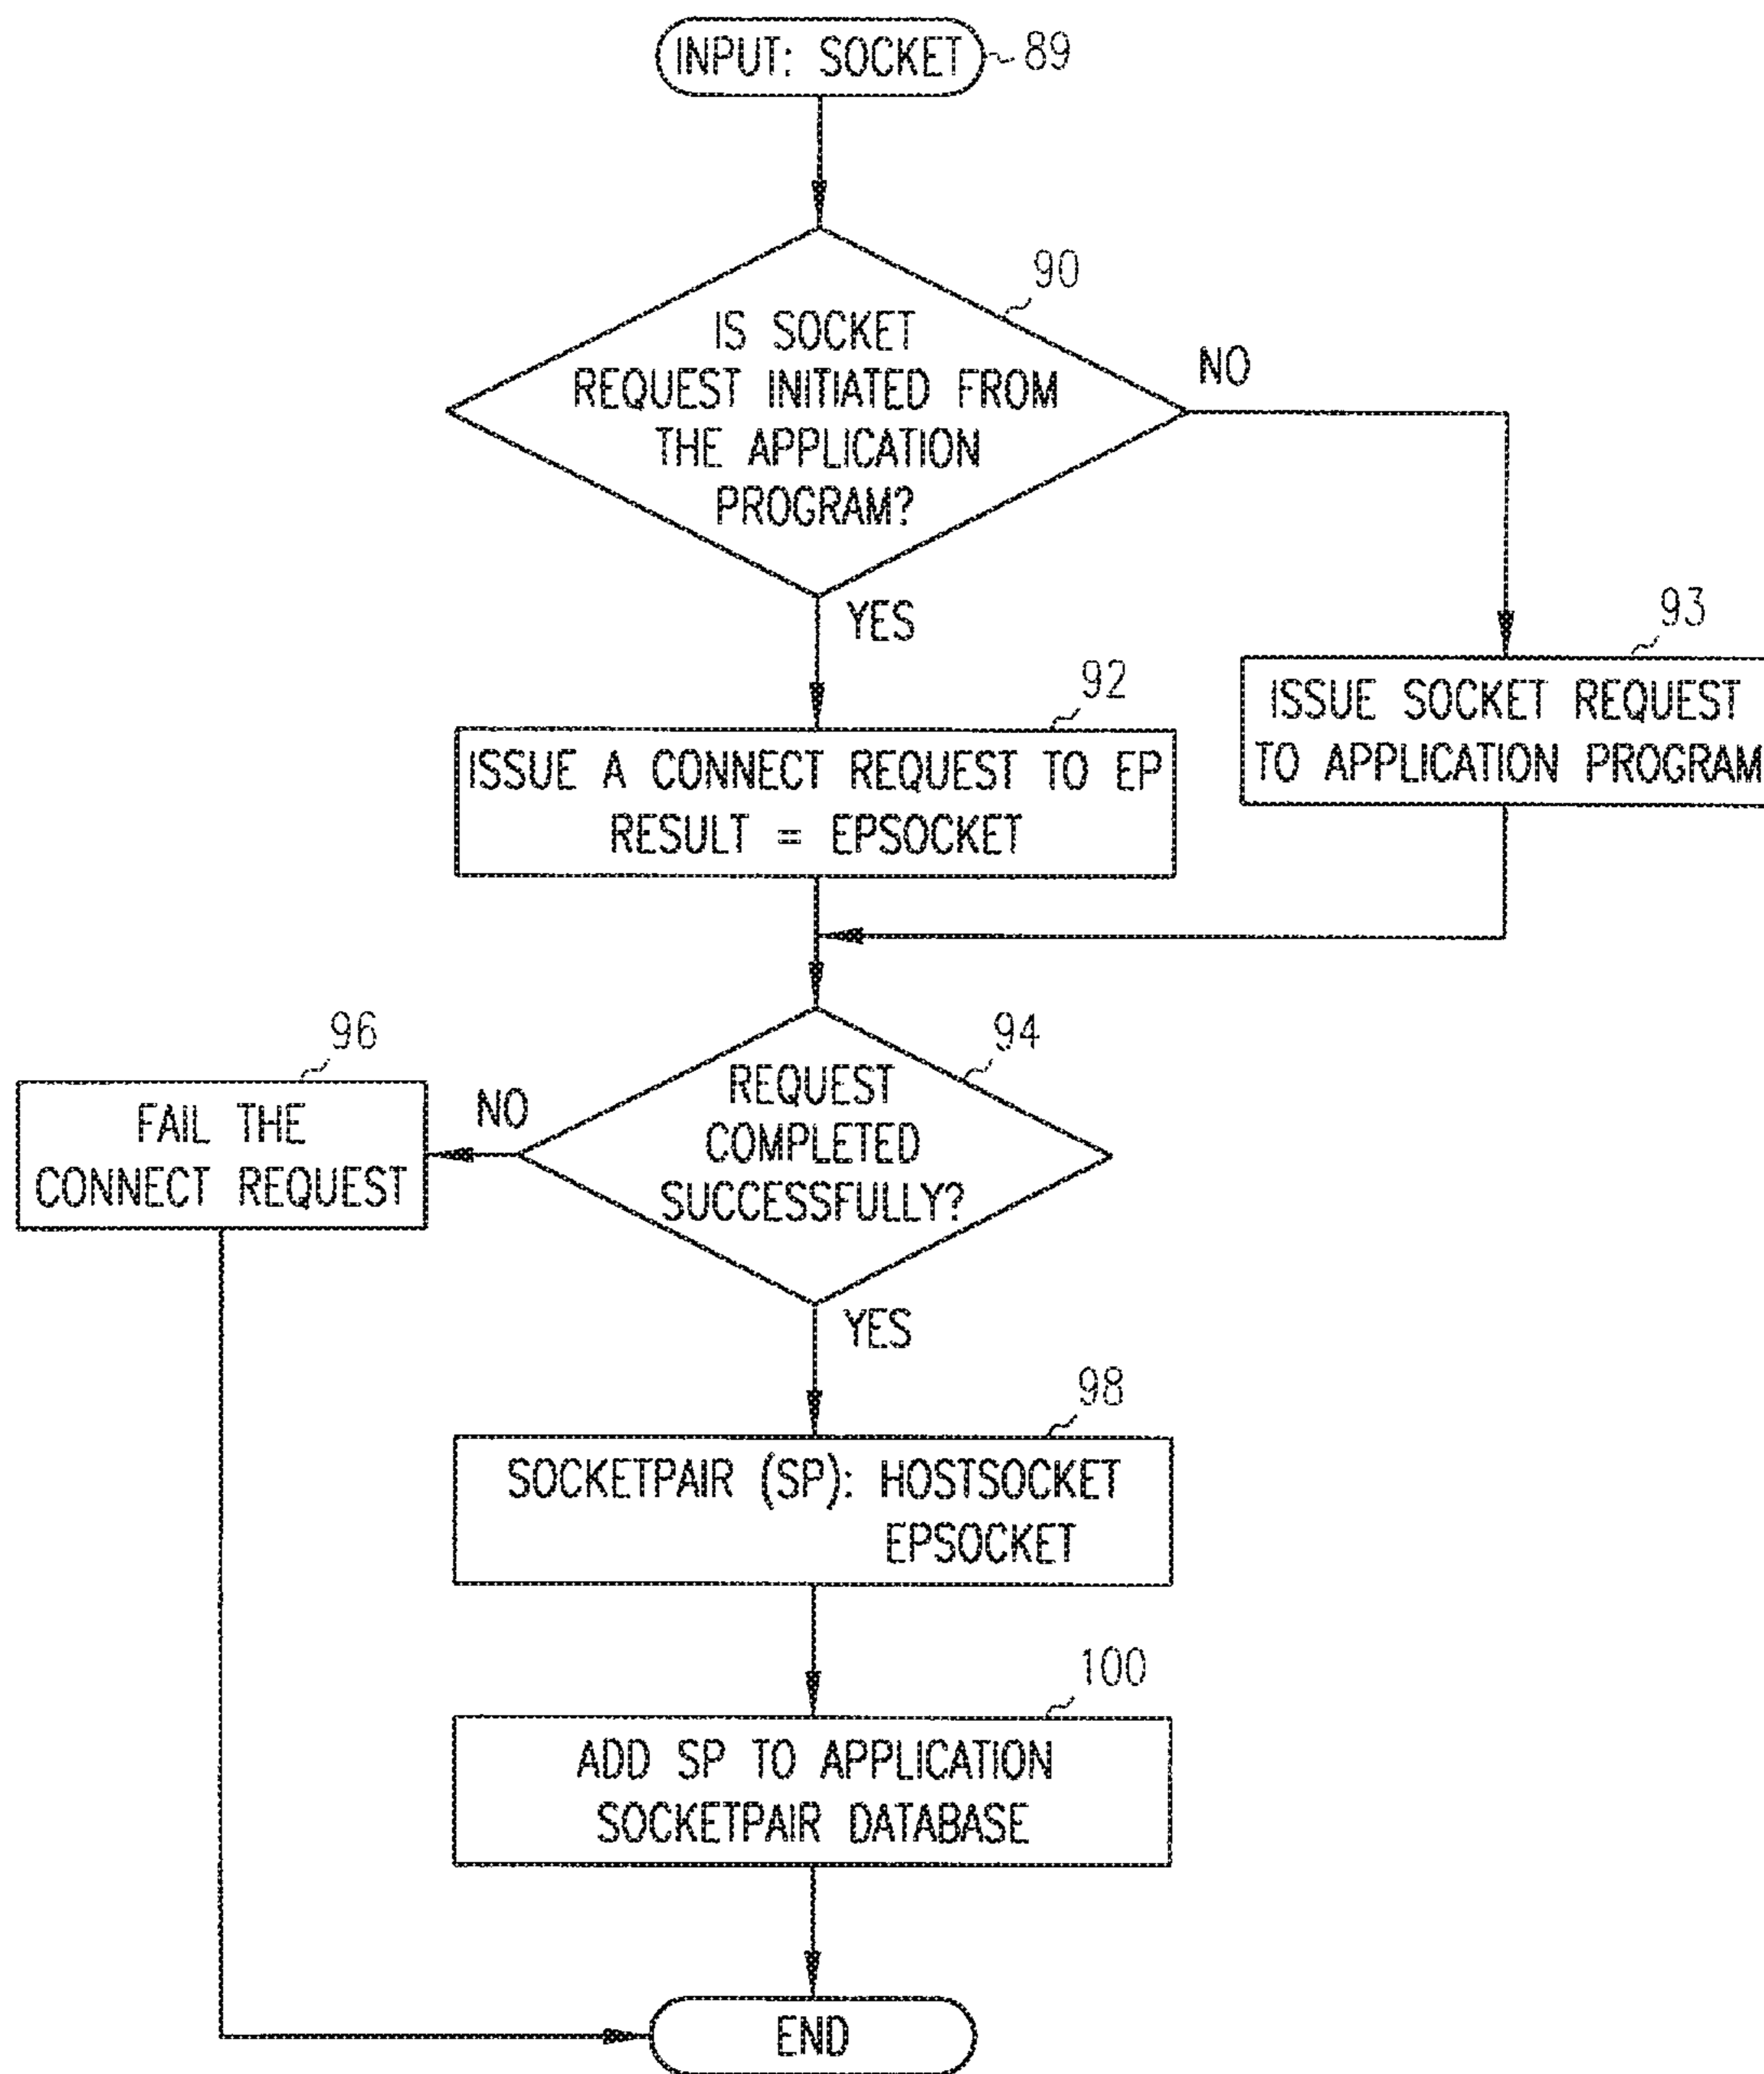 INPUT: SOCKET
89
90
IS SOCKET
REQUEST INITIATED FROM
THE APPLICATION
PROGRAM?
NO
YES
92
ISSUE A CONNECT REQUEST TO EP
RESULT = EPSOCKET
93
ISSUE SOCKET REQUEST
TO APPLICATION PROGRAM
94
REQUEST
COMPLETED
SUCCESSFULLY?
NO
96
FAIL THE
CONNECT REQUEST
YES
98
SOCKETPAIR (SP): HOSTSOCKET
EPSOCKET
100
ADD SP TO APPLICATION
SOCKETPAIR DATABASE
END